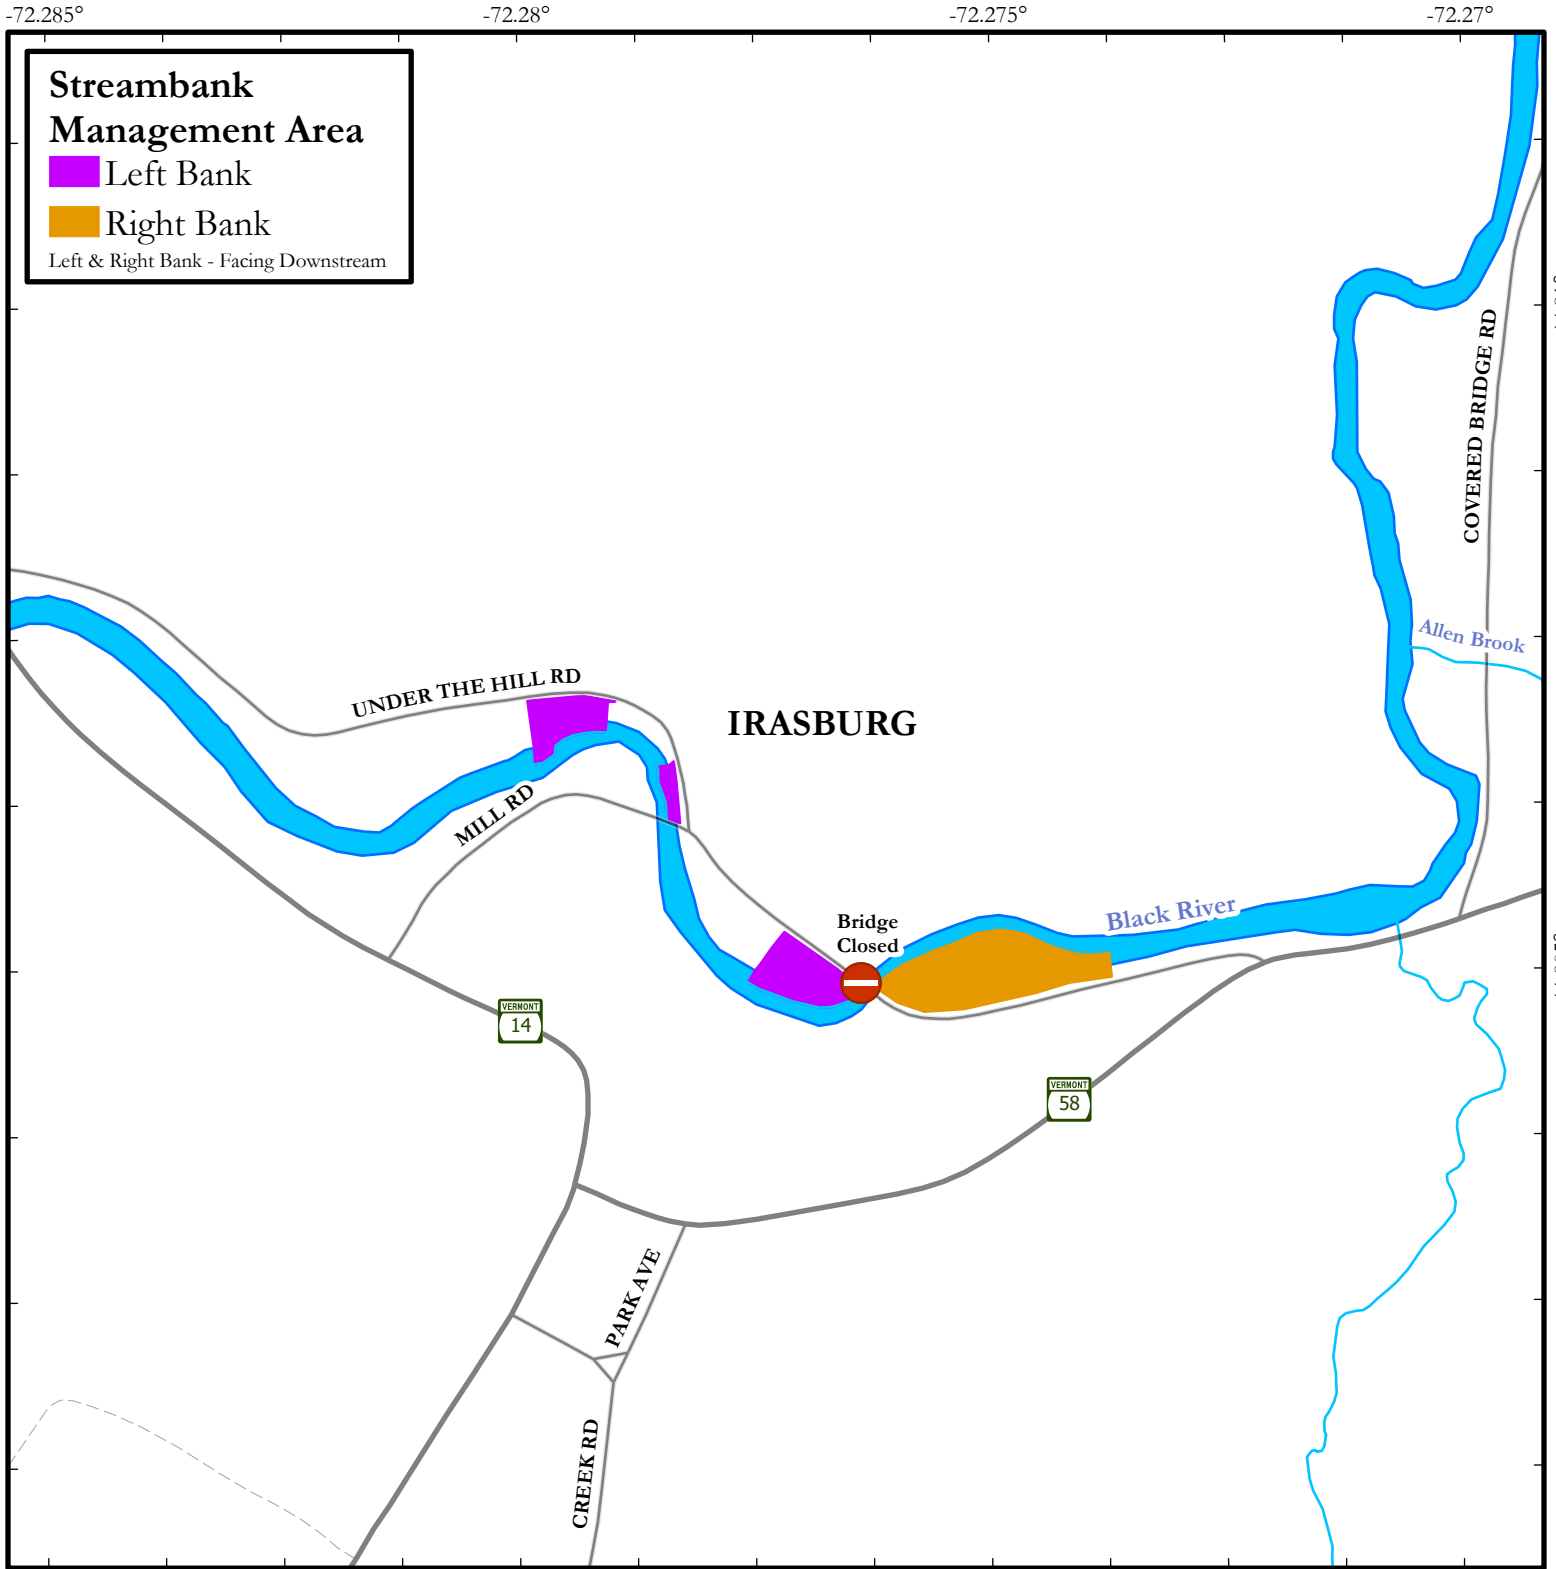 -72.285°
-72.28°
-72.275°
-72.27°
Streambank
Management Area
Left Bank
Right Bank
Left & Right Bank - Facing Downstream
COVERED BRIDGE RD
Allen Brook
UNDER THE HILL RD
IRASBURG
MILL RD
Bridge
Closed
Black River
VERMONT
14
VERMONT
58
PARK AVE
CREEK RD